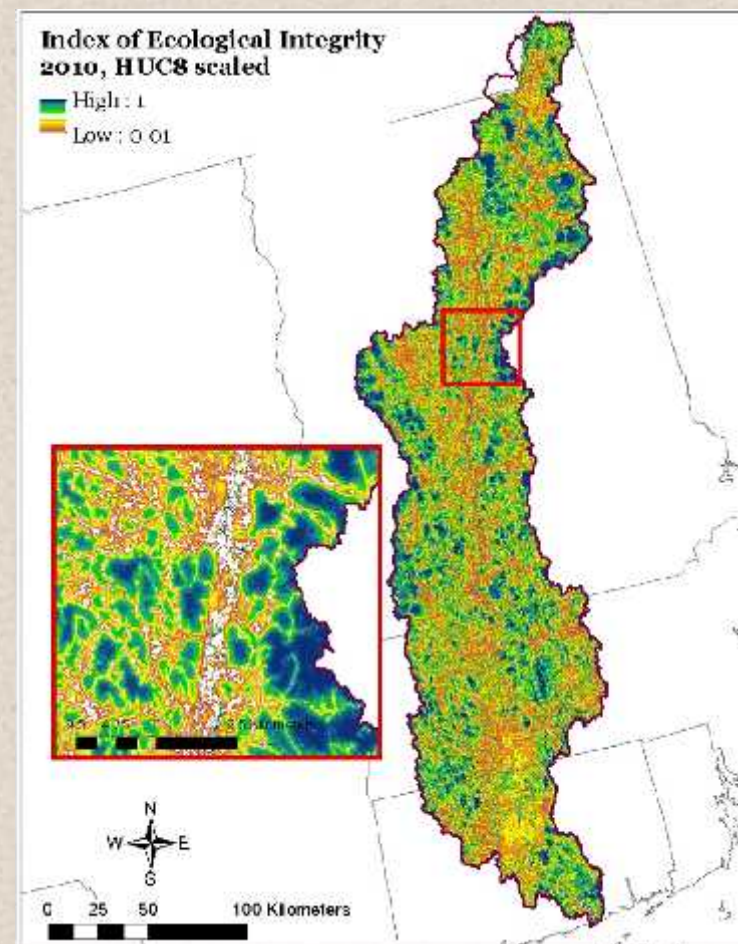 Index of Ecological Integrity
2010, HUC8 scaled
High : 1
Low : 0.01
N
W E
S
0 25 50 100 Kilometers